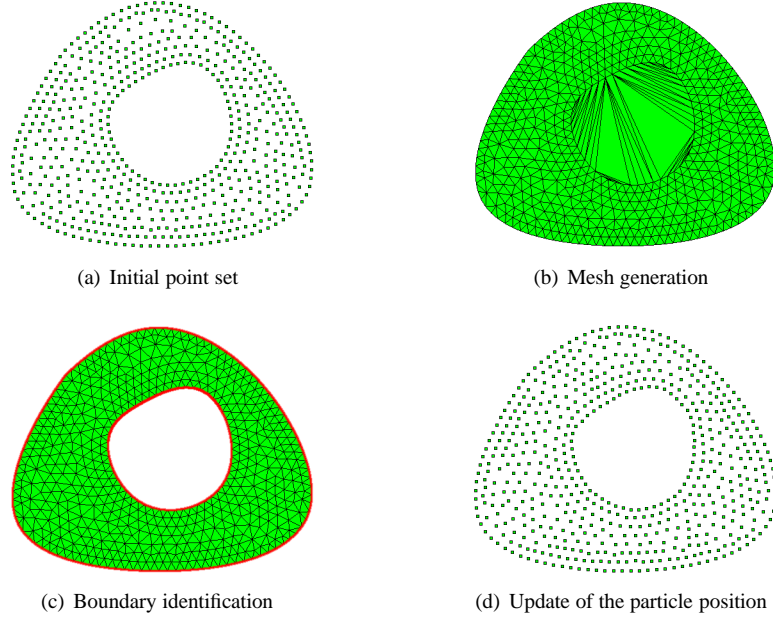 (a) Initial point set
(b) Mesh generation
(c) Boundary identification
(d) Update of the particle position